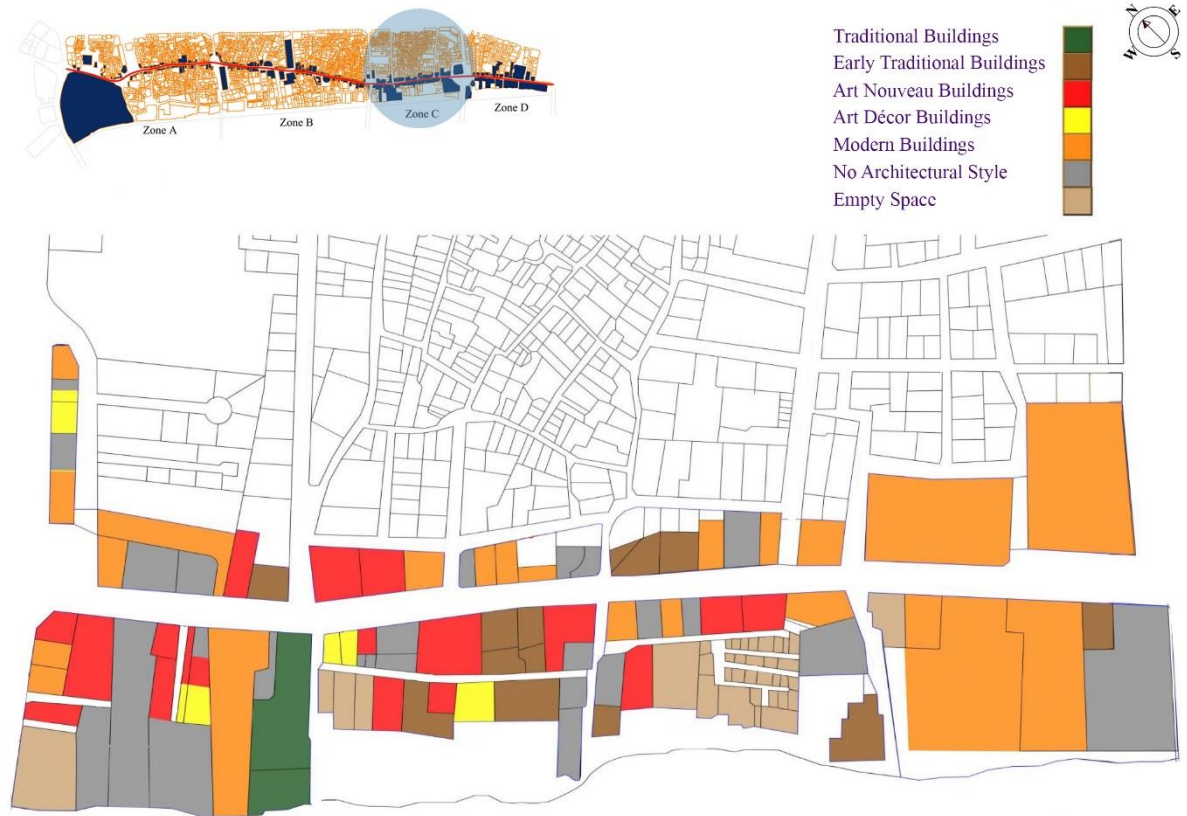 N
E
W
S
Traditional Buildings
Early Traditional Buildings
Art Nouveau Buildings
Art Décor Buildings
Modern Buildings
No Architectural Style
Empty Space
Zone A
Zone B
Zone C
Zone D